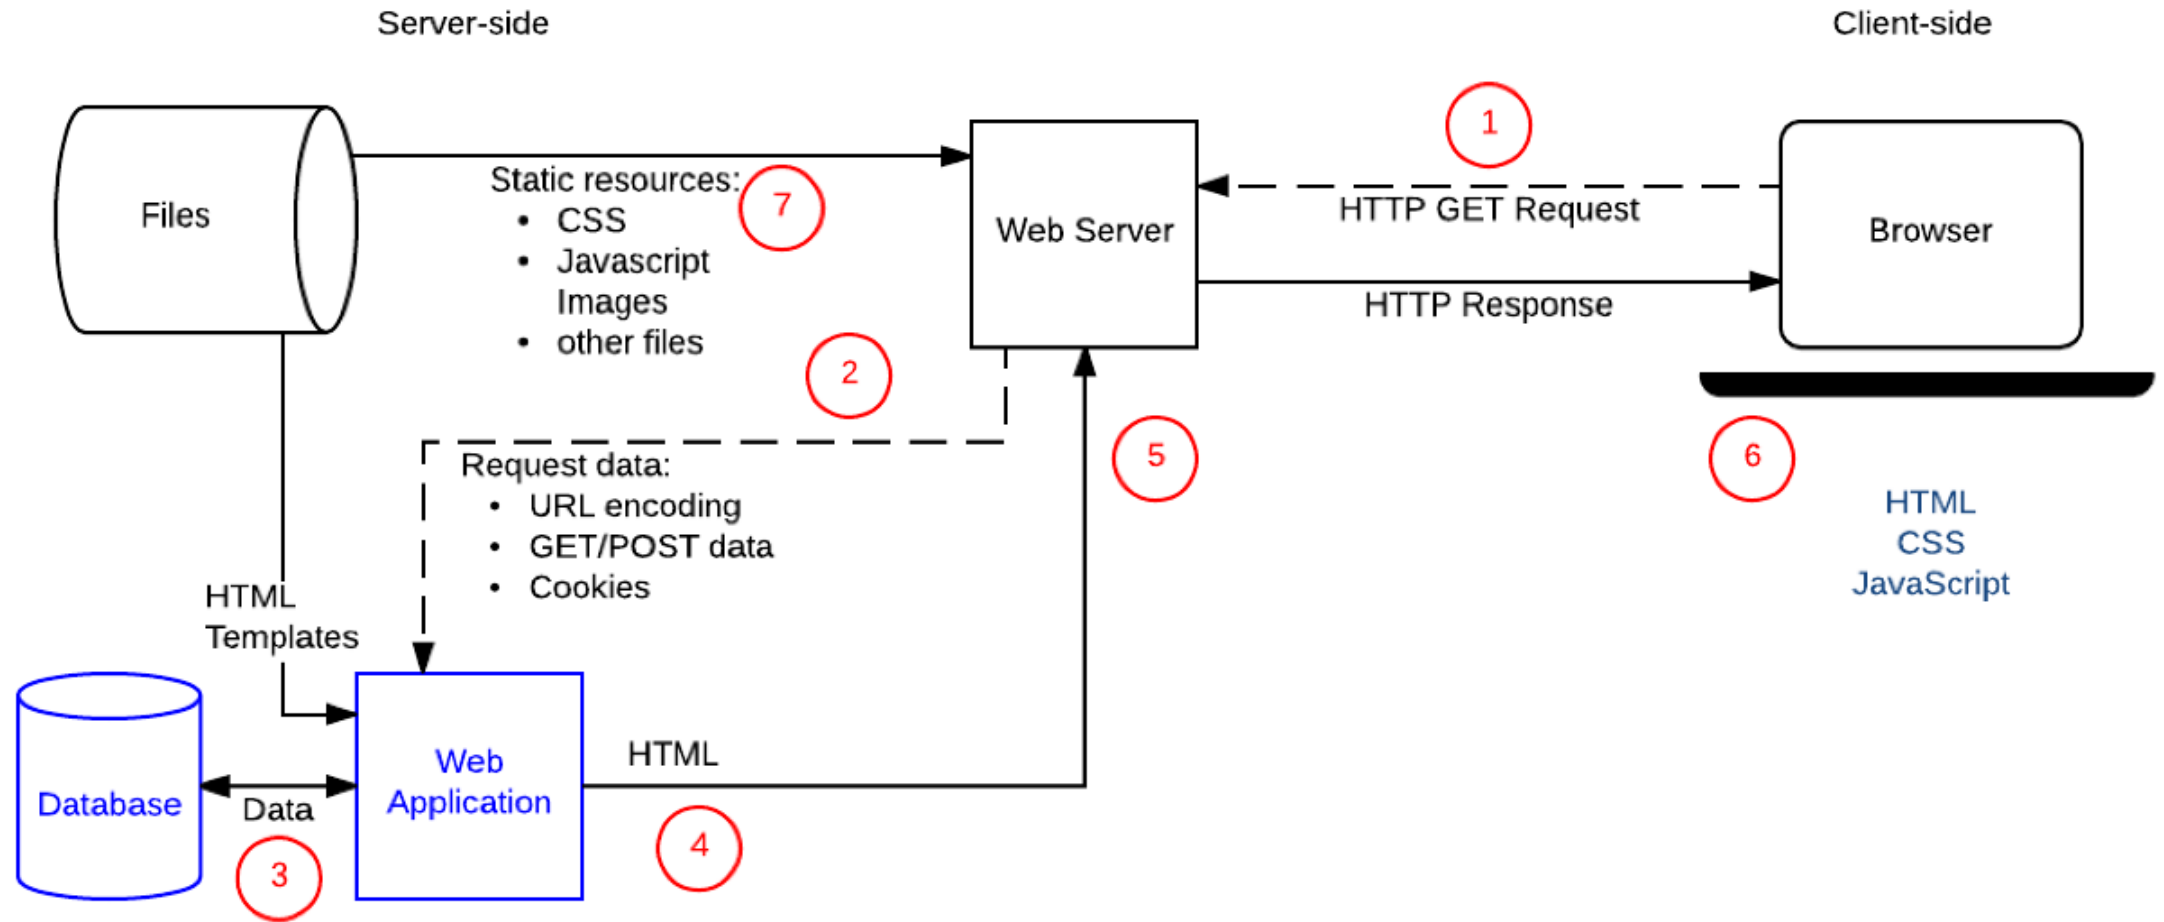 Server-side
Client-side
1
Files
Static resources:
• CSS
• Javascript
Images
• other files
7
Web Server
HTTP GET Request
HTTP Response
Browser
2
Request data:
• URL encoding
• GET/POST data
• Cookies
5
6
HTML
CSS
JavaScript
HTML
Templates
Database
Data
3
Web
Application
HTML
4